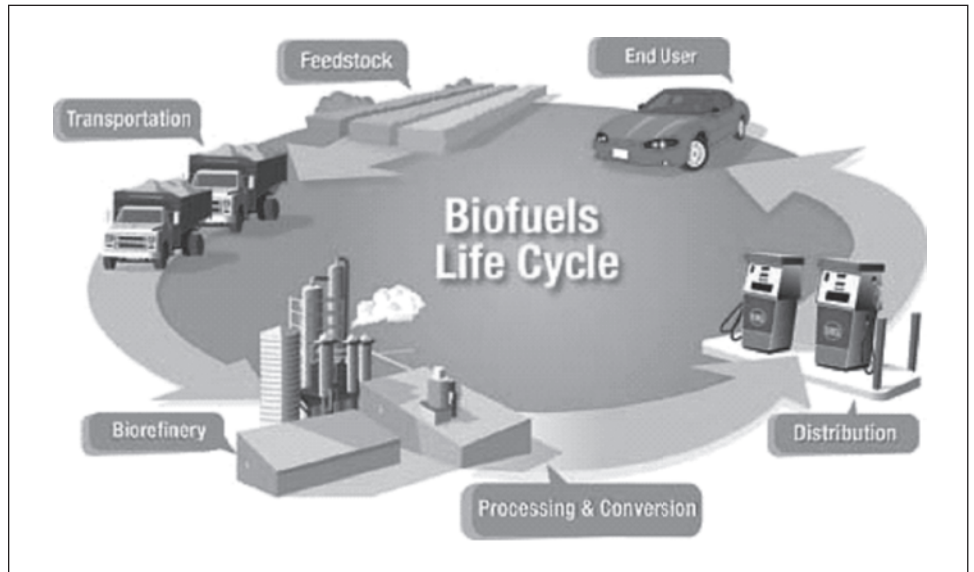 Feedstock
End User
Transportation
Biofuels
Life Cycle
Biorefinery
Distribution
Processing & Conversion